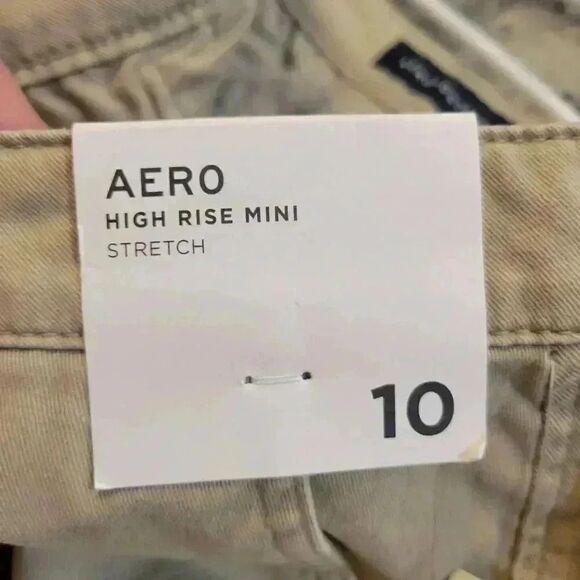 AERO
HIGH RISE MINI
STRETCH
10